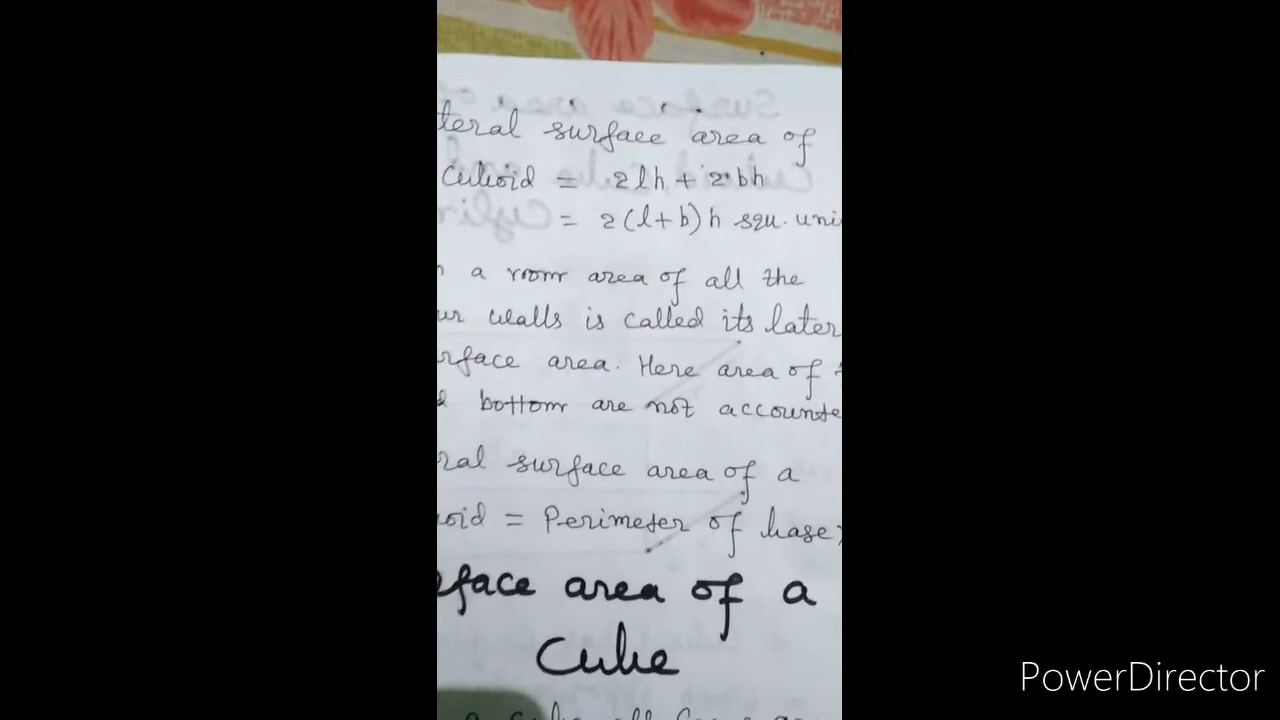 teral surface area of
Cuboid = 2lh + 2.bh
= 2(l+b)h squ. uni
a room area of all the
ur walls is called its later
rface area. Here area of
bottom are not accounte
ral surface area of a
oid = Perimeter of base
face area of a
Cube
PowerDirector